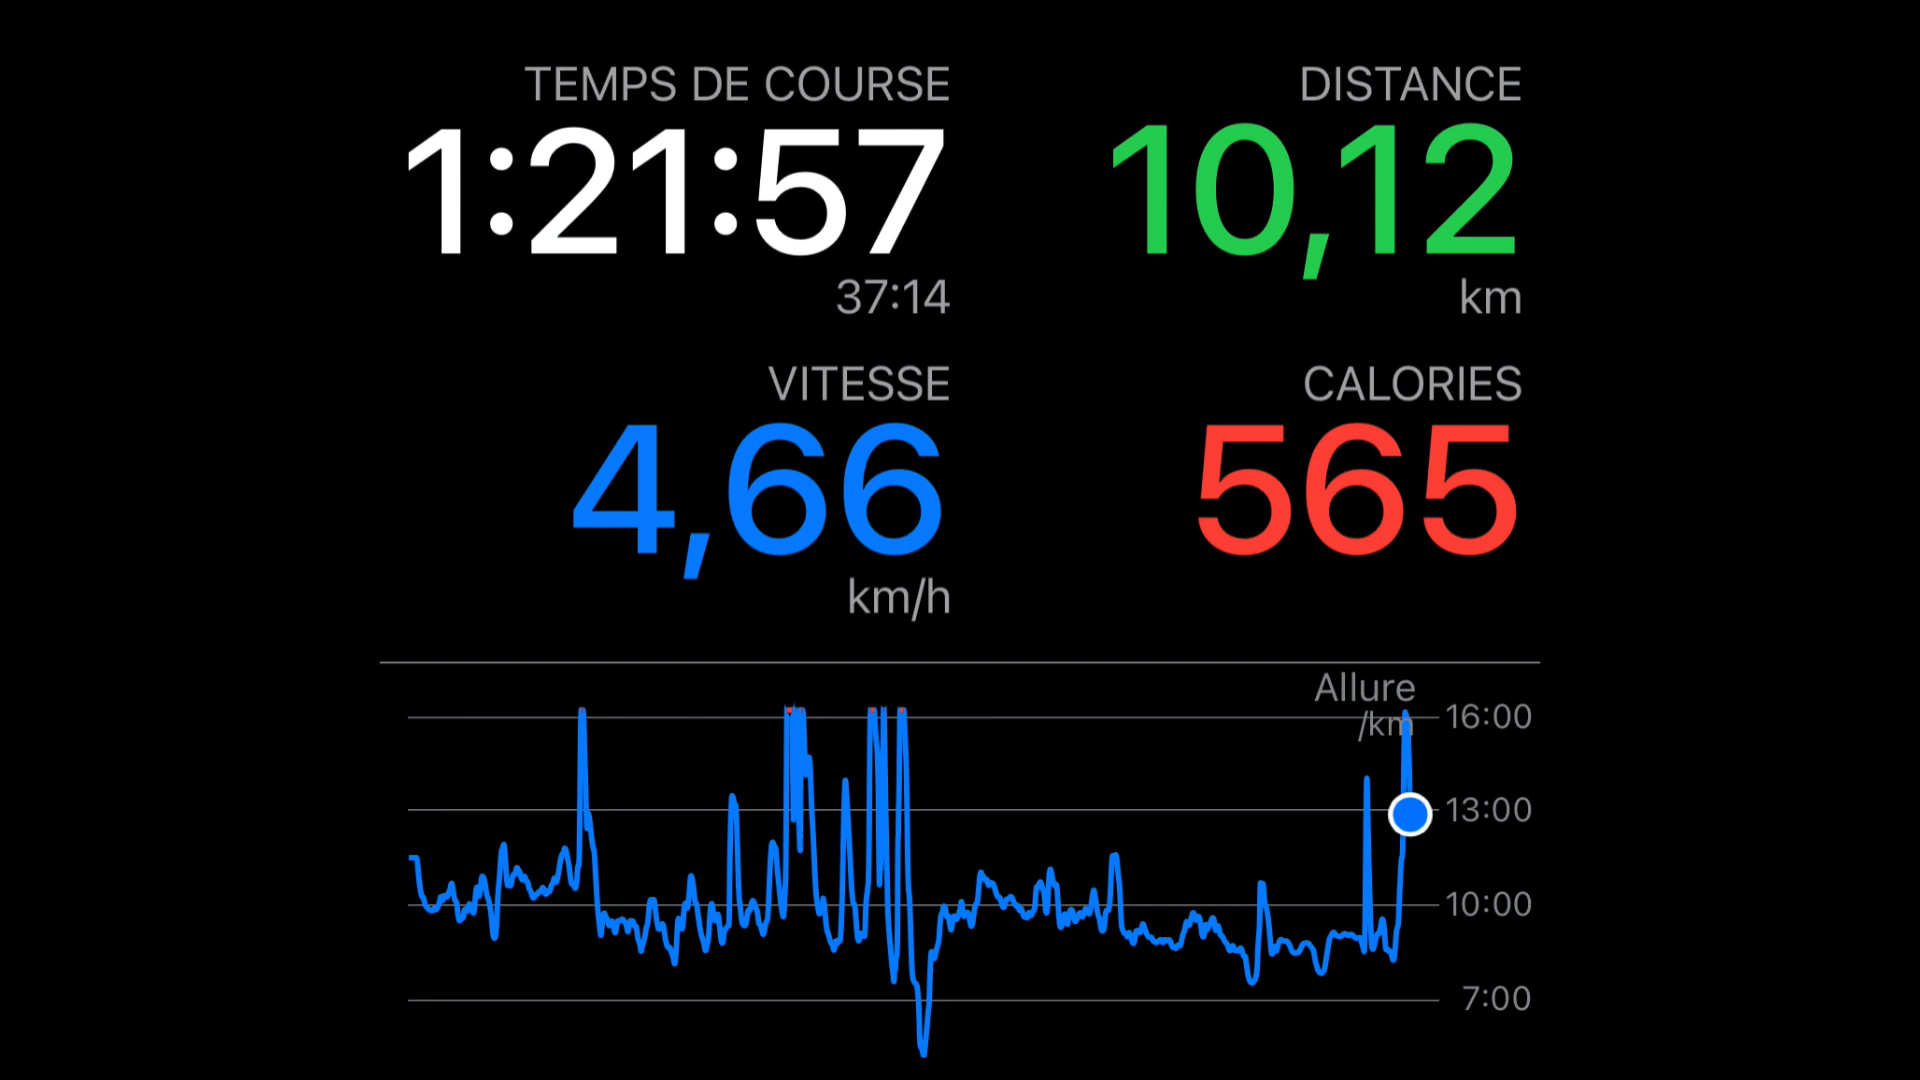 TEMPS DE COURSE
1:21:57
37:14
DISTANCE
10,12
km
VITESSE
4,66
km/h
CALORIES
565
Allure
/km
16:00
13:00
10:00
7:00